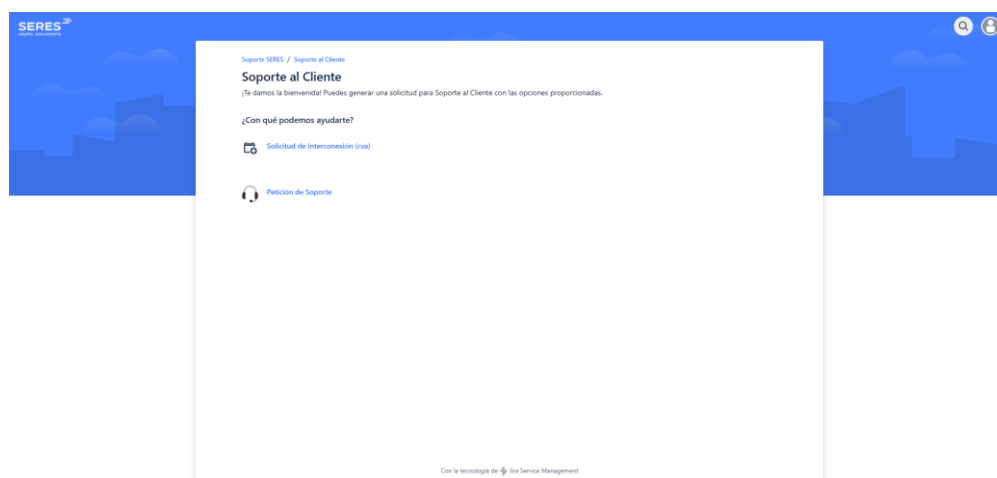 SERES
GRUPO DOCAPOSTE
Soporte SERES / Soporte al Cliente
Soporte al Cliente
¡Te damos la bienvenida! Puedes generar una solicitud para Soporte al Cliente con las opciones proporcionadas.
¿Con qué podemos ayudarte?
Solicitud de Interconexión (rva)
Petición de Soporte
Con la tecnología de Jira Service Management